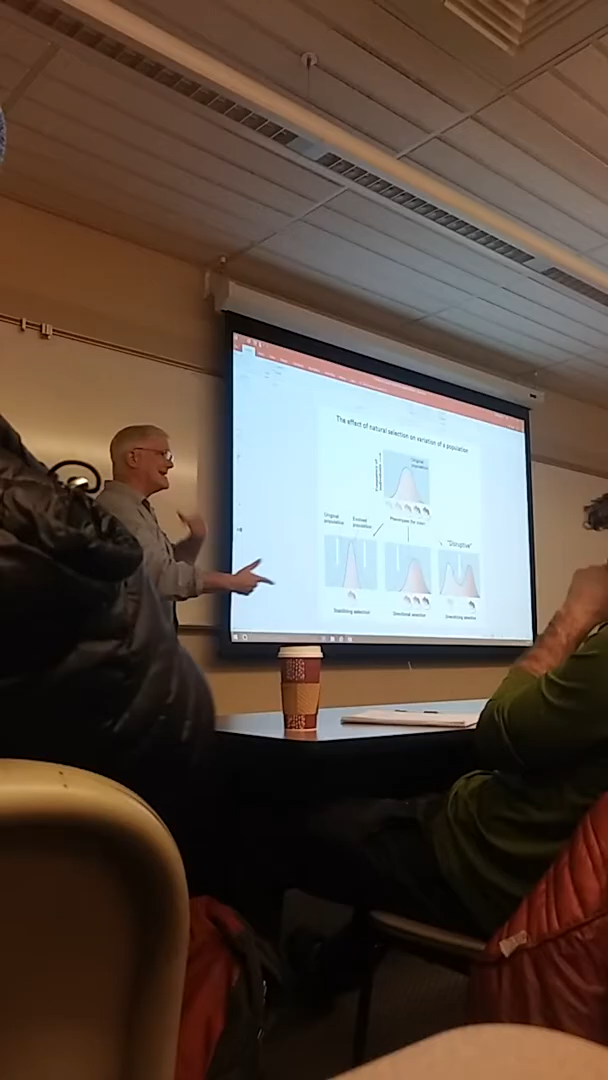 The effect of natural selection on variation of a population
Original
population
Original
population
Evolved
population
Phenotypes (fur color)
"Disruptive"
Stabilizing selection
Directional selection
Diversifying selection